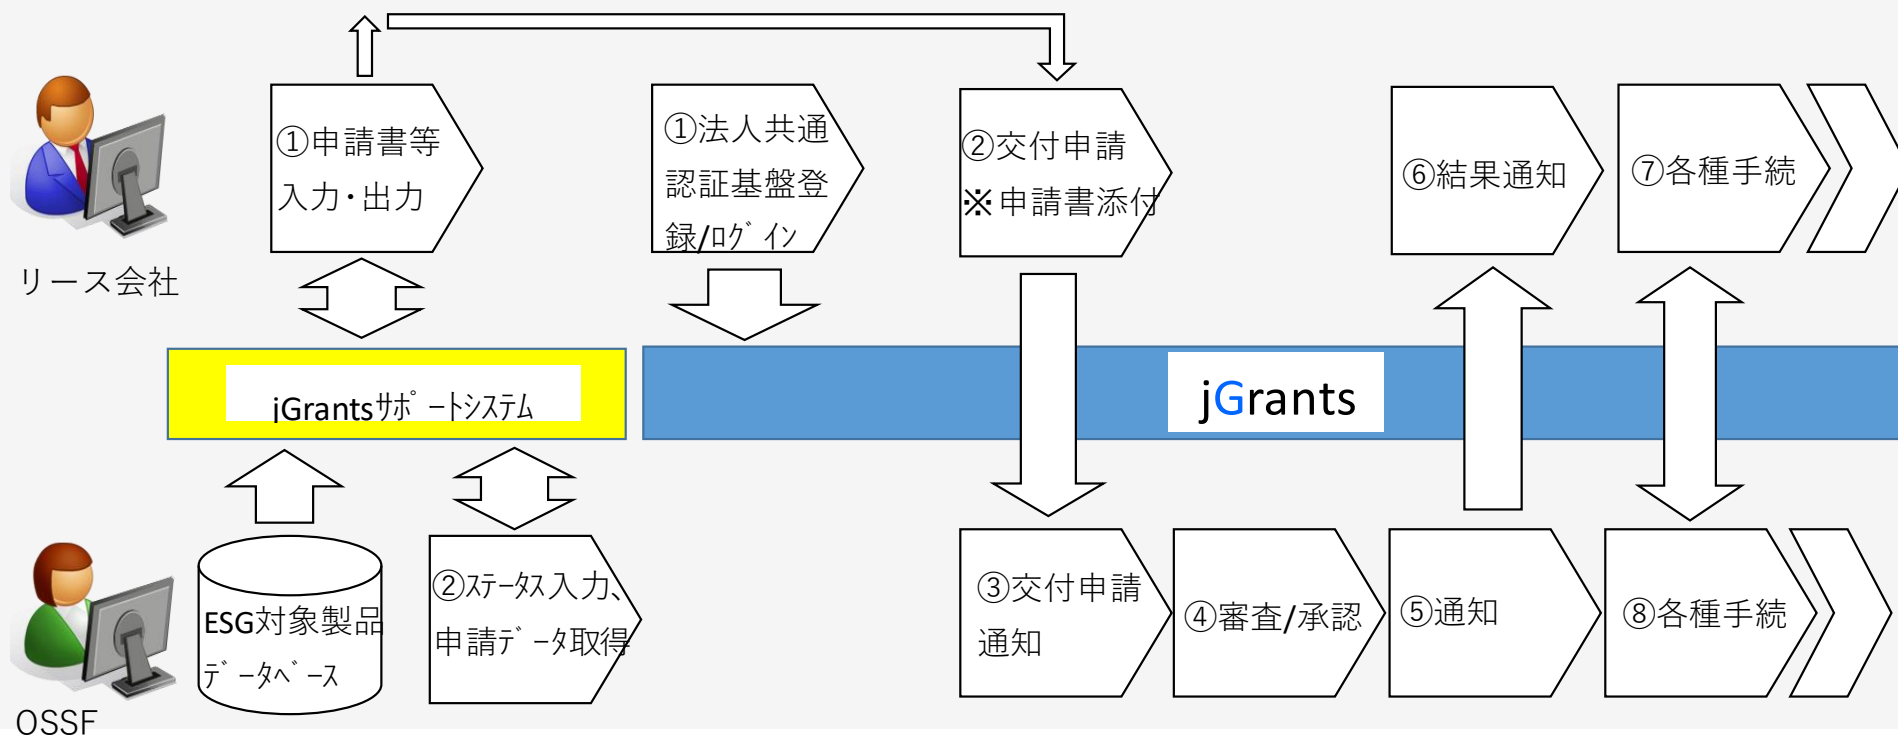 ①申請書等
入力・出力
①法人共通
認証基盤登
録/ﾛｸﾞｲﾝ
②交付申請
※申請書添付
⑥結果通知
⑦各種手続
リース会社
jGrantsｻﾎﾟｰﾄｼｽﾃﾑ
jGrants
ESG対象製品
ﾃﾞｰﾀﾍﾞｰｽ
②ｽﾃｰﾀｽ入力、
申請ﾃﾞｰﾀ取得
③交付申請
通知
④審査/承認
⑤通知
⑧各種手続
OSSF